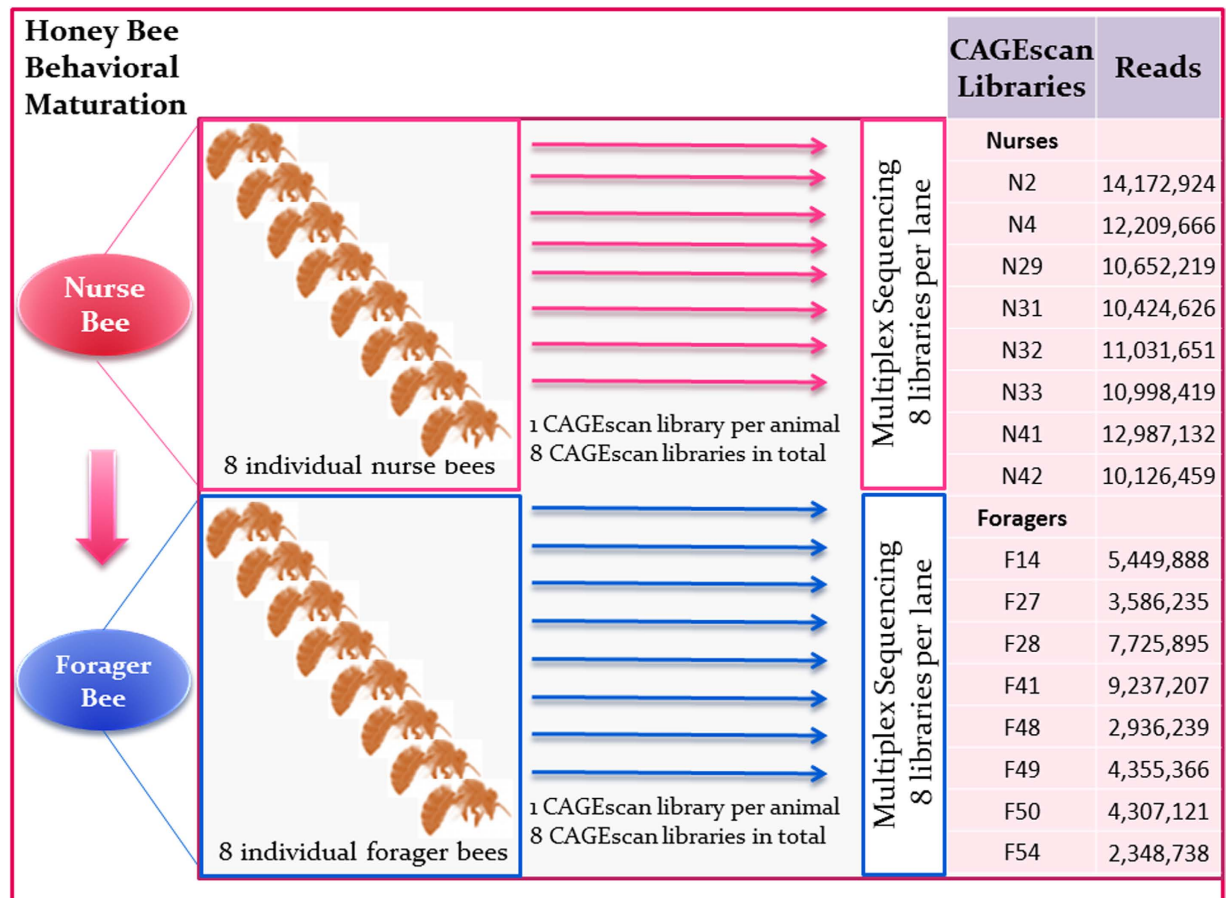 Honey Bee
Behavioral
Maturation
Nurse
Bee
Forager
Bee
8 individual nurse bees
8 individual forager bees
1 CAGEscan library per animal
8 CAGEscan libraries in total
1 CAGEscan library per animal
8 CAGEscan libraries in total
Multiplex Sequencing
8 libraries per lane
Multiplex Sequencing
8 libraries per lane
CAGEscan
Libraries
Reads
Nurses
N2 14,172,924
N4 12,209,666
N29 10,652,219
N31 10,424,626
N32 11,031,651
N33 10,998,419
N41 12,987,132
N42 10,126,459
Foragers
F14 5,449,888
F27 3,586,235
F28 7,725,895
F41 9,237,207
F48 2,936,239
F49 4,355,366
F50 4,307,121
F54 2,348,738